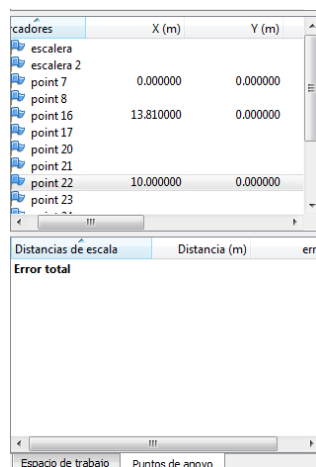 rcadores X (m) Y (m)
escalera
escalera 2
point 7 0.000000 0.000000
point 8
point 16 13.810000 0.000000
point 17
point 20
point 21
point 22 10.000000 0.000000
point 23
Distancias de escala Distancia (m) err
Error total
Espacio de trabajo Puntos de apoyo